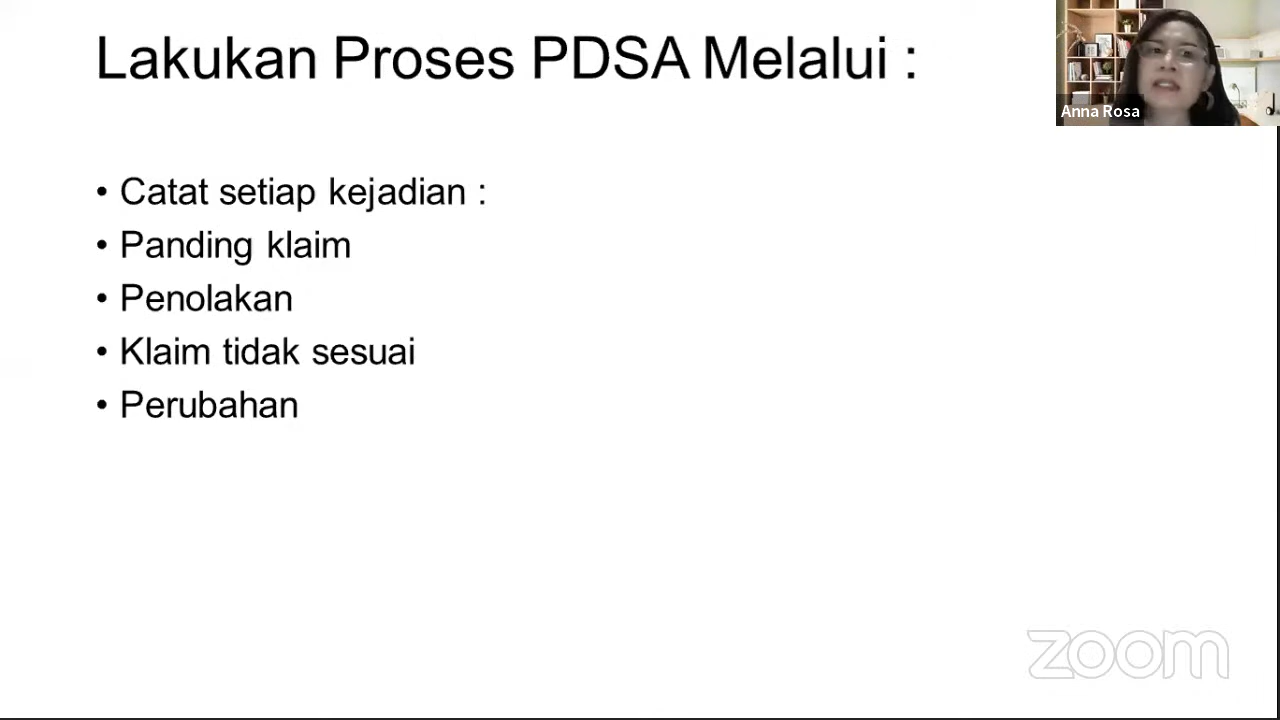 Lakukan Proses PDSA Melalui :
Anna Rosa
• Catat setiap kejadian :
• Panding klaim
• Penolakan
• Klaim tidak sesuai
• Perubahan
zoom